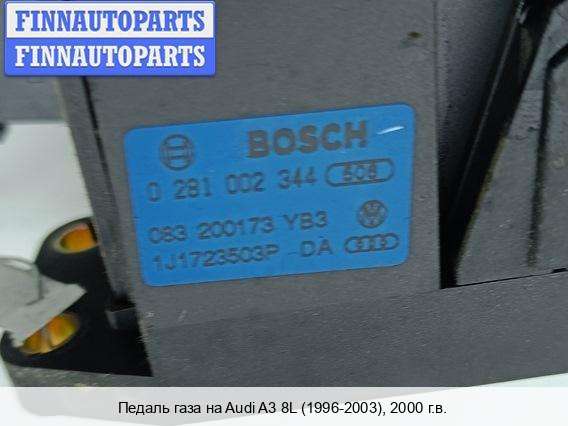 FINNAUTOPARTS
FINNAUTOPARTS
BOSCH
0 281 002 344 506
083 200173 YB3
1J1723503P DA
Педаль газа на Audi A3 8L (1996-2003), 2000 г.в.